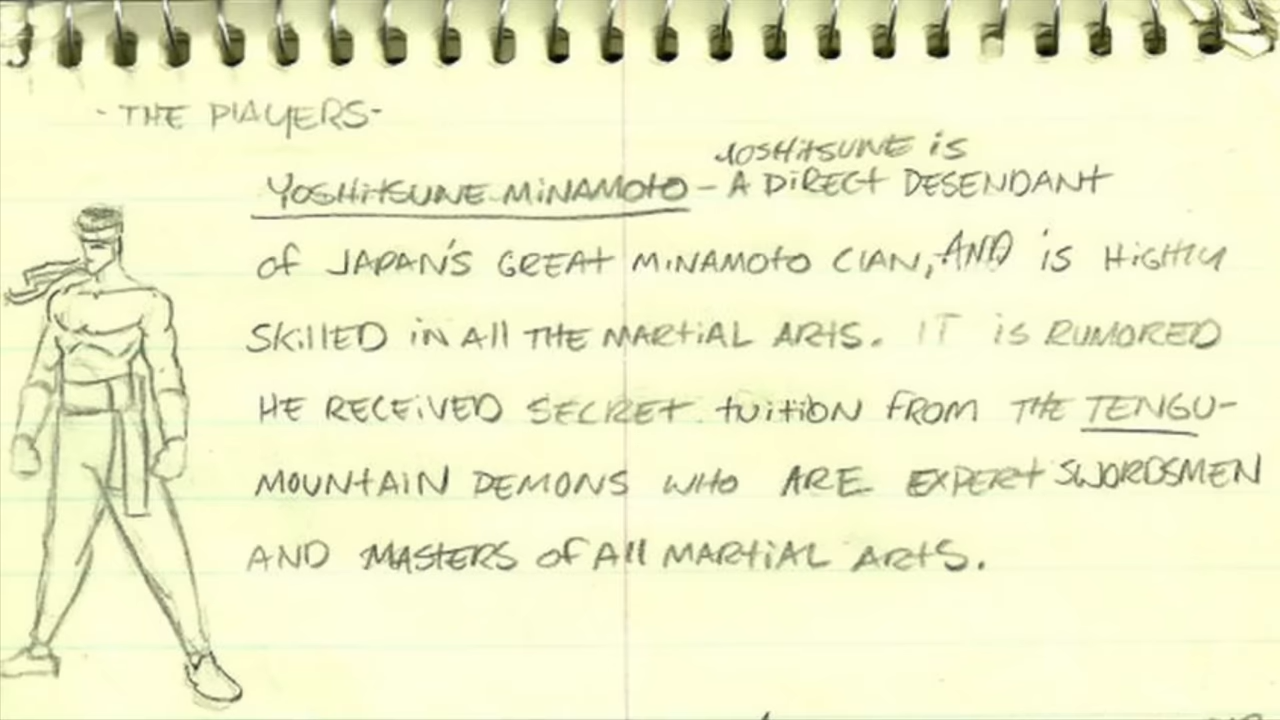 -THE PlAYERS-
YOSHitSUNE iS
YOSHitSUNE MiNAMOtO - A DiRECt DESENDANt
Of JAPAN'S GREAt MiNAMOtO ClAN, AND iS HiGHlY
SKillED iN All THE MARtiAL ARtS. IT iS RUMORED
HE RECEiVED SECRET tUitiON FROM THE TENGU-
MOUNtAiN DEMONS WHO ARE EXPERt SWORDSMEN
AND MASTERS Of All MARtiAL ARtS.